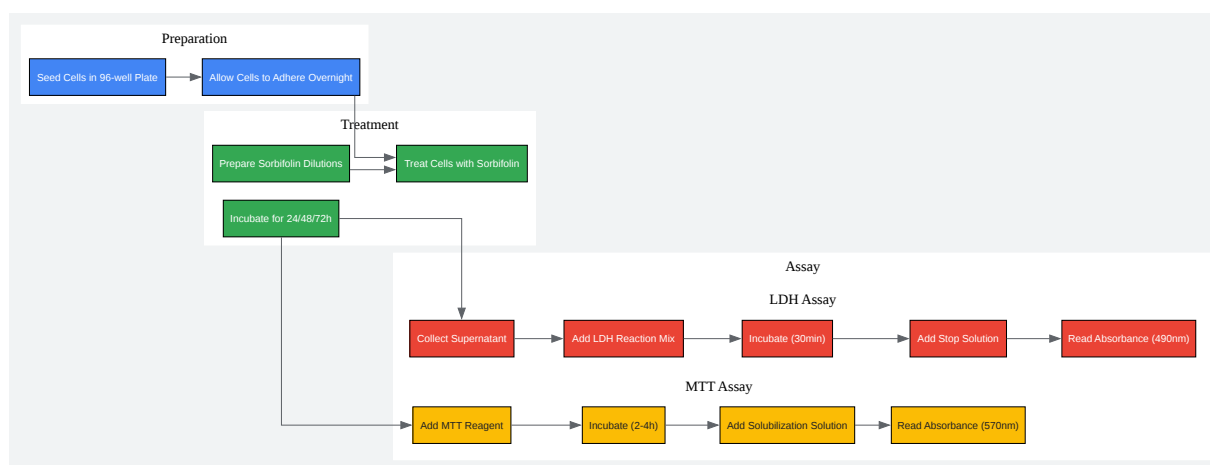 Preparation
Seed Cells in 96-well Plate
Allow Cells to Adhere Overnight
Treatment
Prepare Sorbifolin Dilutions
Treat Cells with Sorbifolin
Incubate for 24/48/72h
Assay
LDH Assay
Collect Supernatant
Add LDH Reaction Mix
Incubate (30min)
Add Stop Solution
Read Absorbance (490nm)
MTT Assay
Add MTT Reagent
Incubate (2-4h)
Add Solubilization Solution
Read Absorbance (570nm)